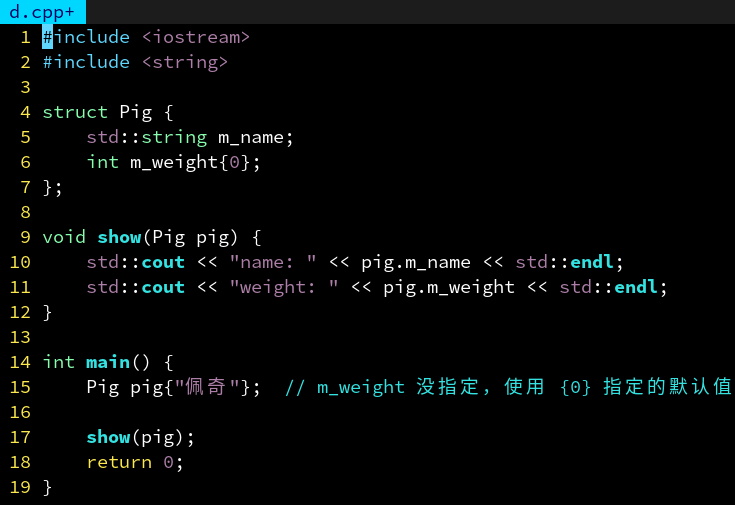 d.cpp+
1 #include <iostream>
2 #include <string>
3
4 struct Pig {
5     std::string m_name;
6     int m_weight{0};
7 };
8
9 void show(Pig pig) {
10     std::cout << "name: " << pig.m_name << std::endl;
11     std::cout << "weight: " << pig.m_weight << std::endl;
12 }
13
14 int main() {
15     Pig pig{"佩奇"};  // m_weight 没指定，使用 {0} 指定的默认值
16
17     show(pig);
18     return 0;
19 }